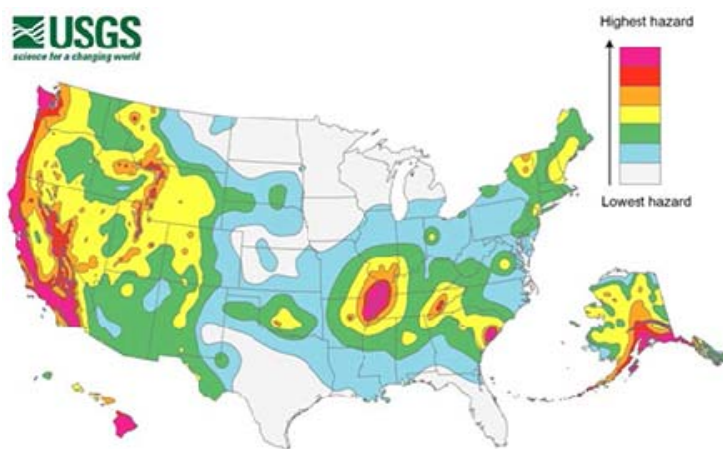 USGS
science for a changing world
Highest hazard
Lowest hazard